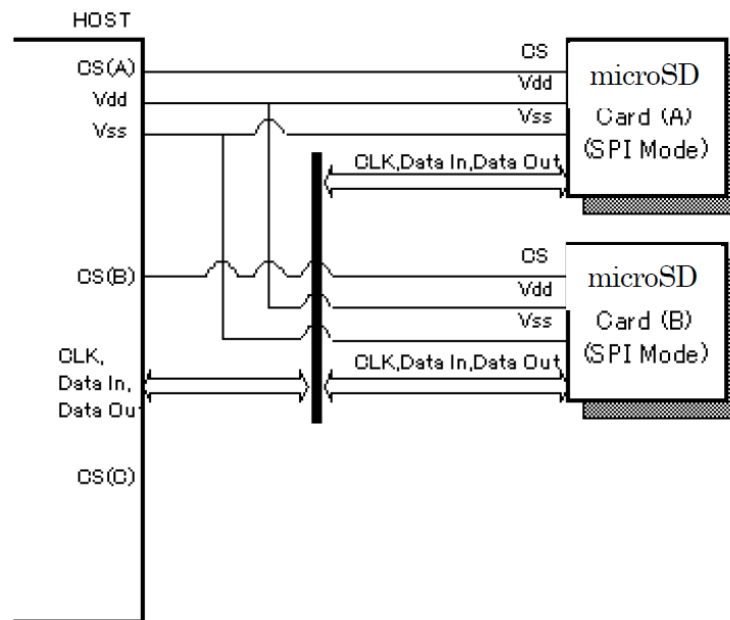 HOST
CS(A)
Vdd
Vss
CS
Vdd
Vss
microSD
Card (A)
(SPI Mode)
CLK,Data In,Data Out
CS(B)
CS
Vdd
Vss
microSD
Card (B)
(SPI Mode)
CLK,
Data In,
Data Out
CLK,Data In,Data Out
CS(C)